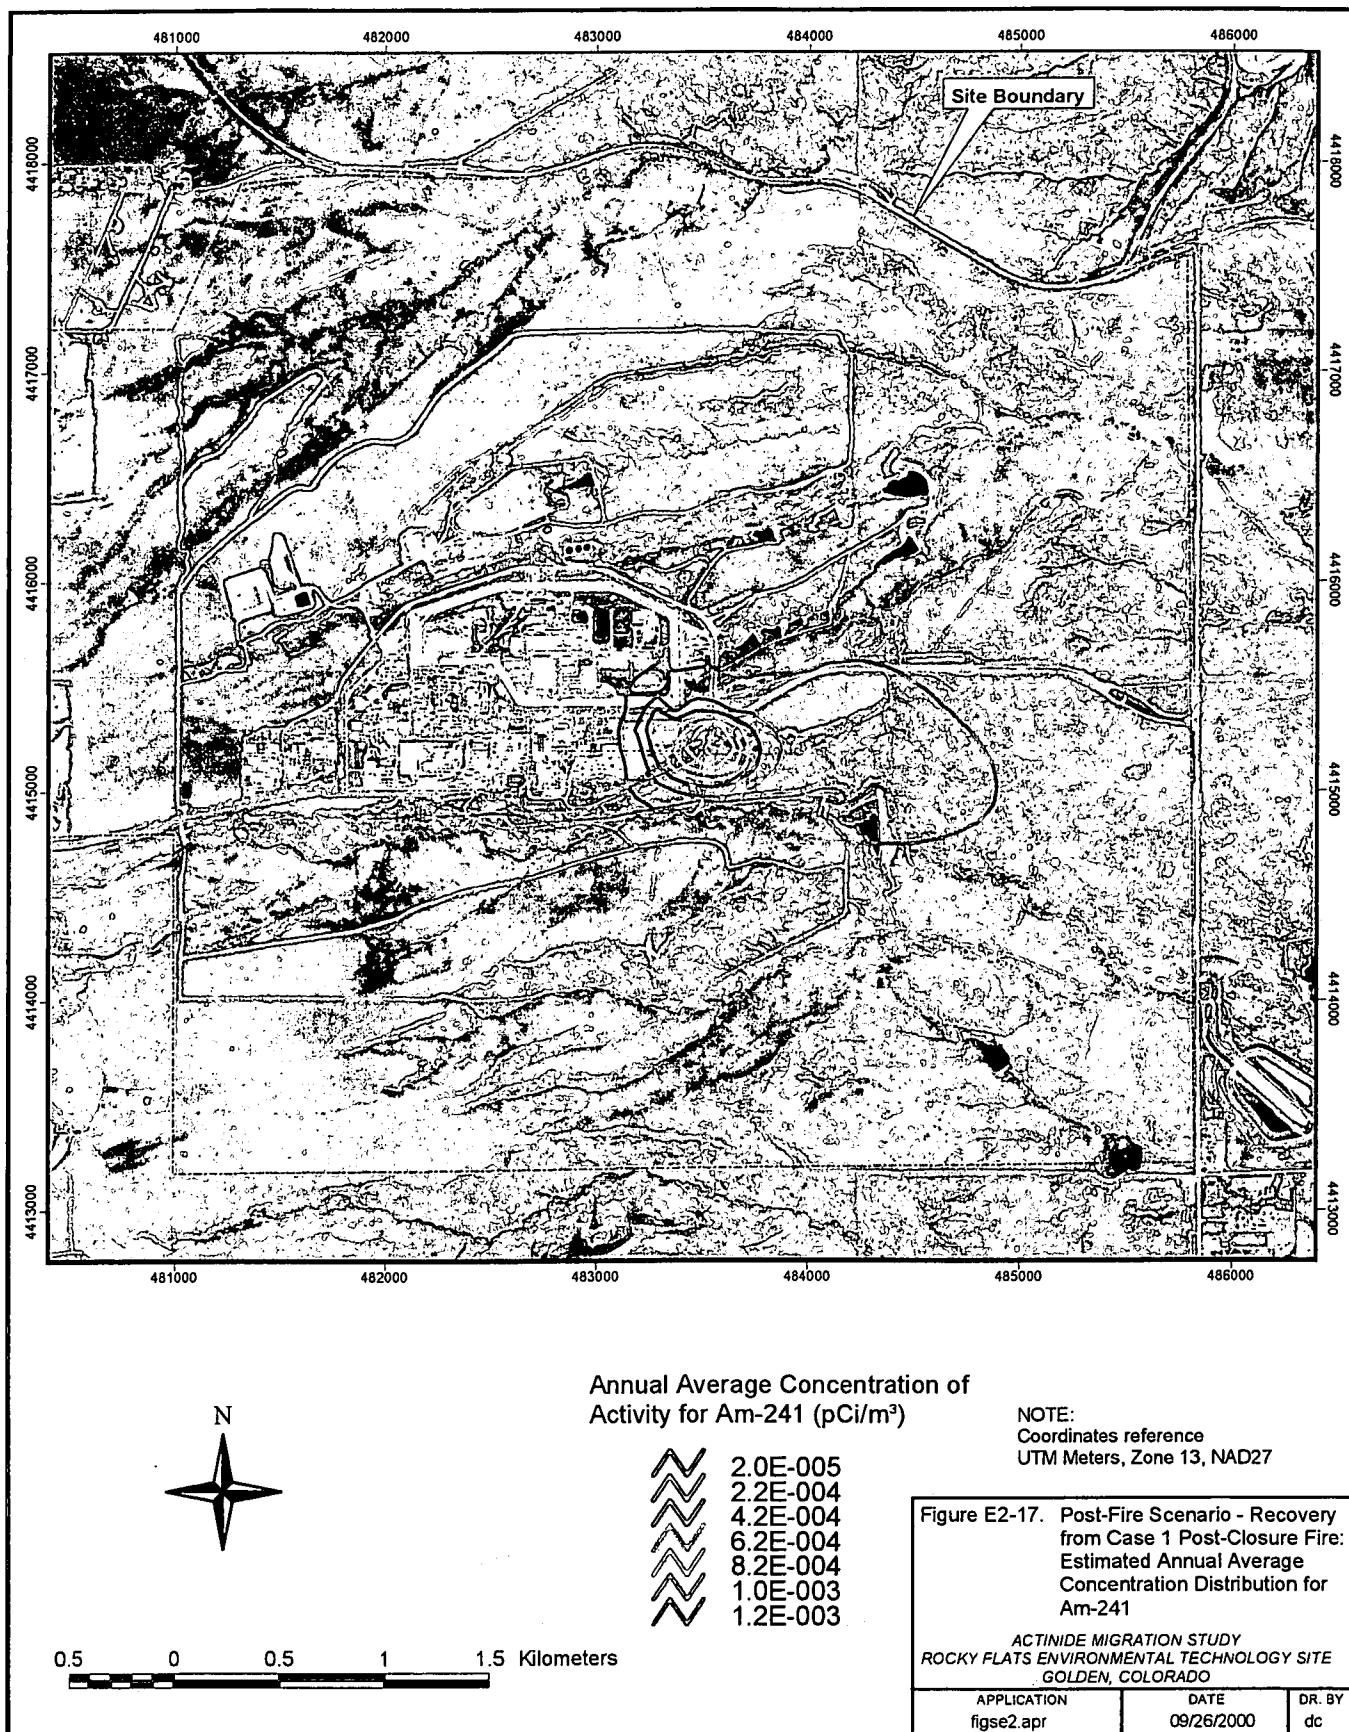 481000 482000 483000 484000 485000 486000
Site Boundary
4418000 4418000
4417000 4417000
4416000 4416000
4415000 4415000
4414000 4414000
4413000 4413000
481000 482000 483000 484000 485000 486000
Annual Average Concentration of
Activity for Am-241 (pCi/m³)
2.0E-005
2.2E-004
4.2E-004
6.2E-004
8.2E-004
1.0E-003
1.2E-003
N
NOTE:
Coordinates reference
UTM Meters, Zone 13, NAD27
0.5 0 0.5 1 1.5 Kilometers
Figure E2-17. Post-Fire Scenario - Recovery
from Case 1 Post-Closure Fire:
Estimated Annual Average
Concentration Distribution for
Am-241
ACTINIDE MIGRATION STUDY
ROCKY FLATS ENVIRONMENTAL TECHNOLOGY SITE
GOLDEN, COLORADO
APPLICATION DATE DR. BY
figse2.apr 09/26/2000 dc